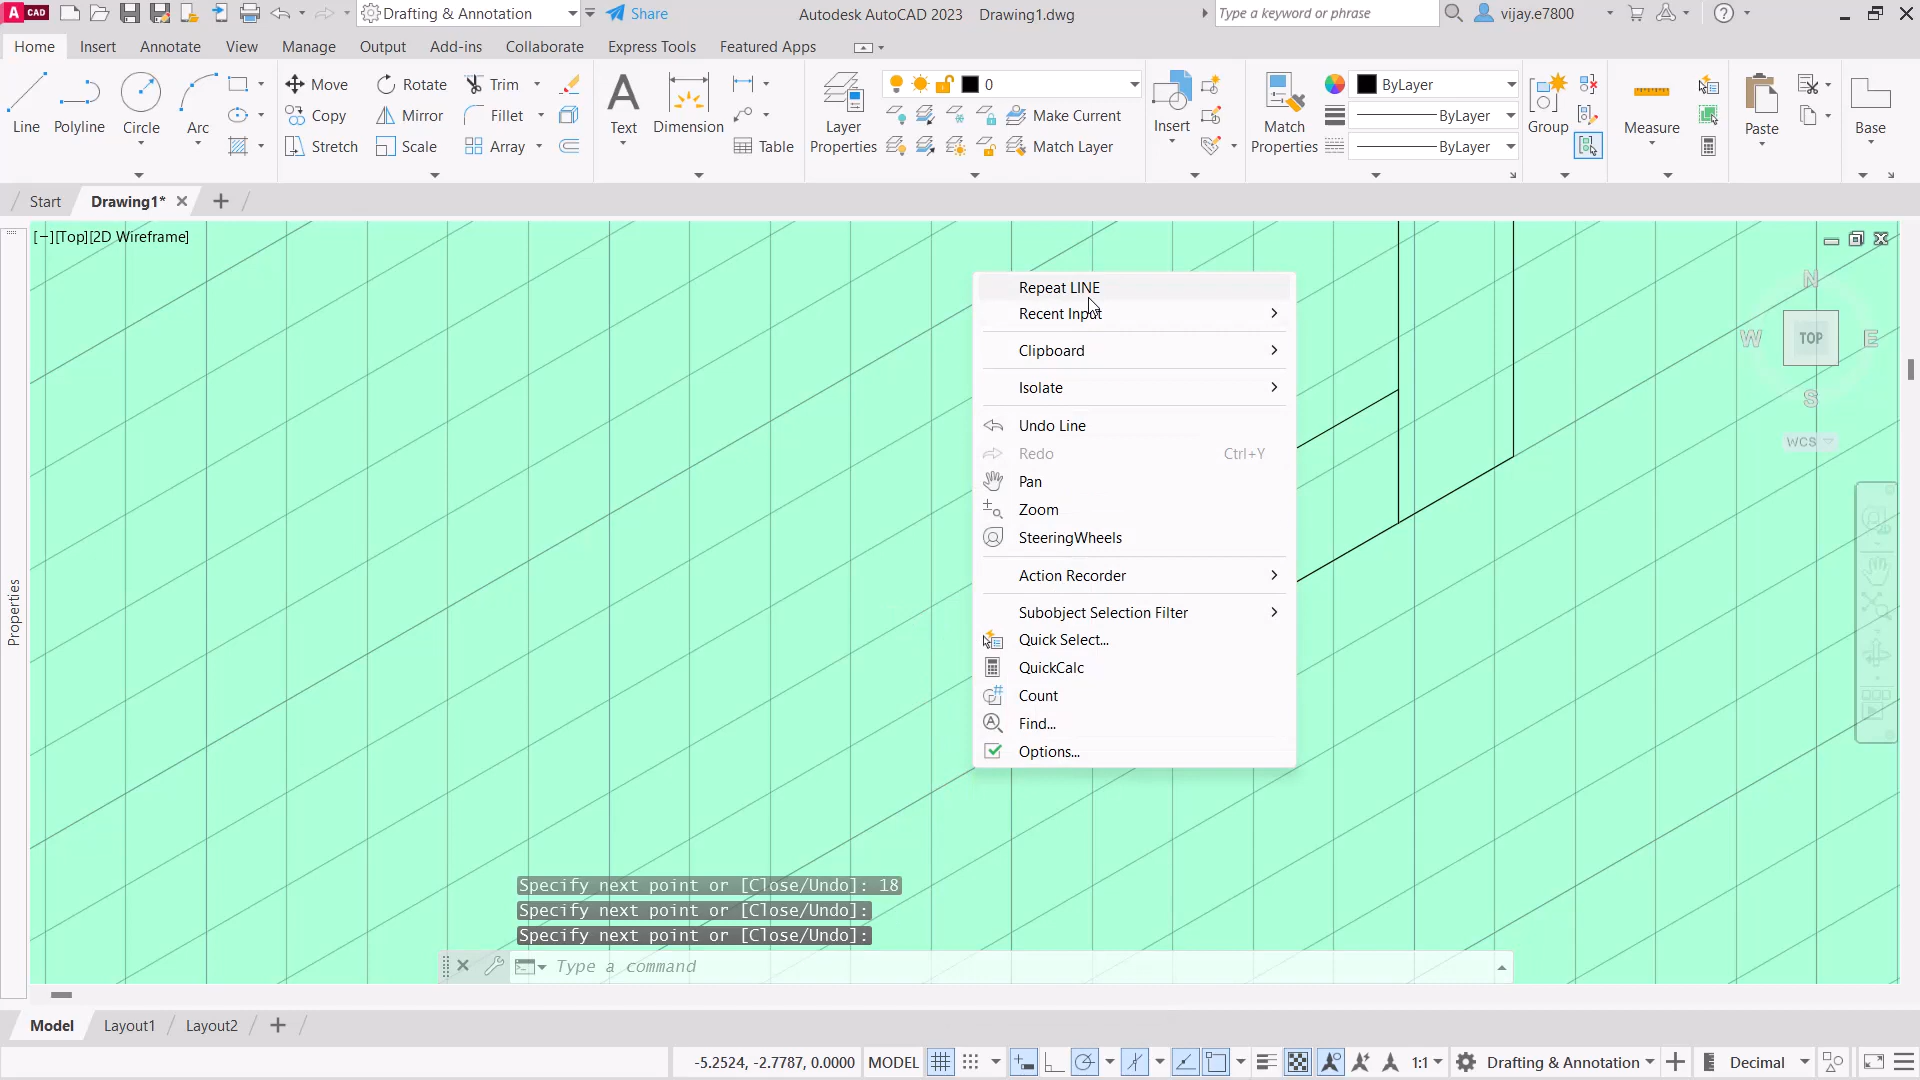 A CAD
Drafting & Annotation
Share
Autodesk AutoCAD 2023 Drawing1.dwg
Type a keyword or phrase
vijay.e7800
Home Insert Annotate View Manage Output Add-ins Collaborate Express Tools Featured Apps
Line
Polyline
Circle
Arc
Move
Rotate
Trim
Copy
Mirror
Fillet
Stretch
Scale
Array
Text
Dimension
Table
Layer
Properties
0
Make Current
Match Layer
Insert
Match
Properties
ByLayer
ByLayer
ByLayer
Group
Measure
Paste
Base
Start
Drawing1*
[−][Top][2D Wireframe]
N
W
TOP
E
S
WCS
Properties
Repeat LINE
Recent Input
Clipboard
Isolate
Undo Line
Redo Ctrl+Y
Pan
Zoom
SteeringWheels
Action Recorder
Subobject Selection Filter
Quick Select...
QuickCalc
Count
Find...
Options...
Specify next point or [Close/Undo]: 18
Specify next point or [Close/Undo]:
Specify next point or [Close/Undo]:
Type a command
Model Layout1 Layout2
-5.2524, -2.7787, 0.0000 MODEL 1:1 Drafting & Annotation Decimal